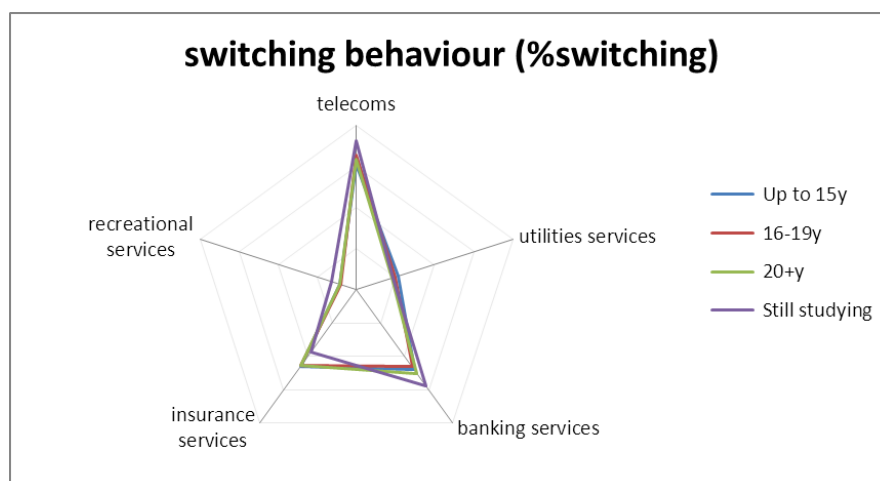 switching behaviour (%switching)
telecoms
recreational
services
utilities services
Up to 15y
16-19y
20+y
Still studying
insurance
services
banking services